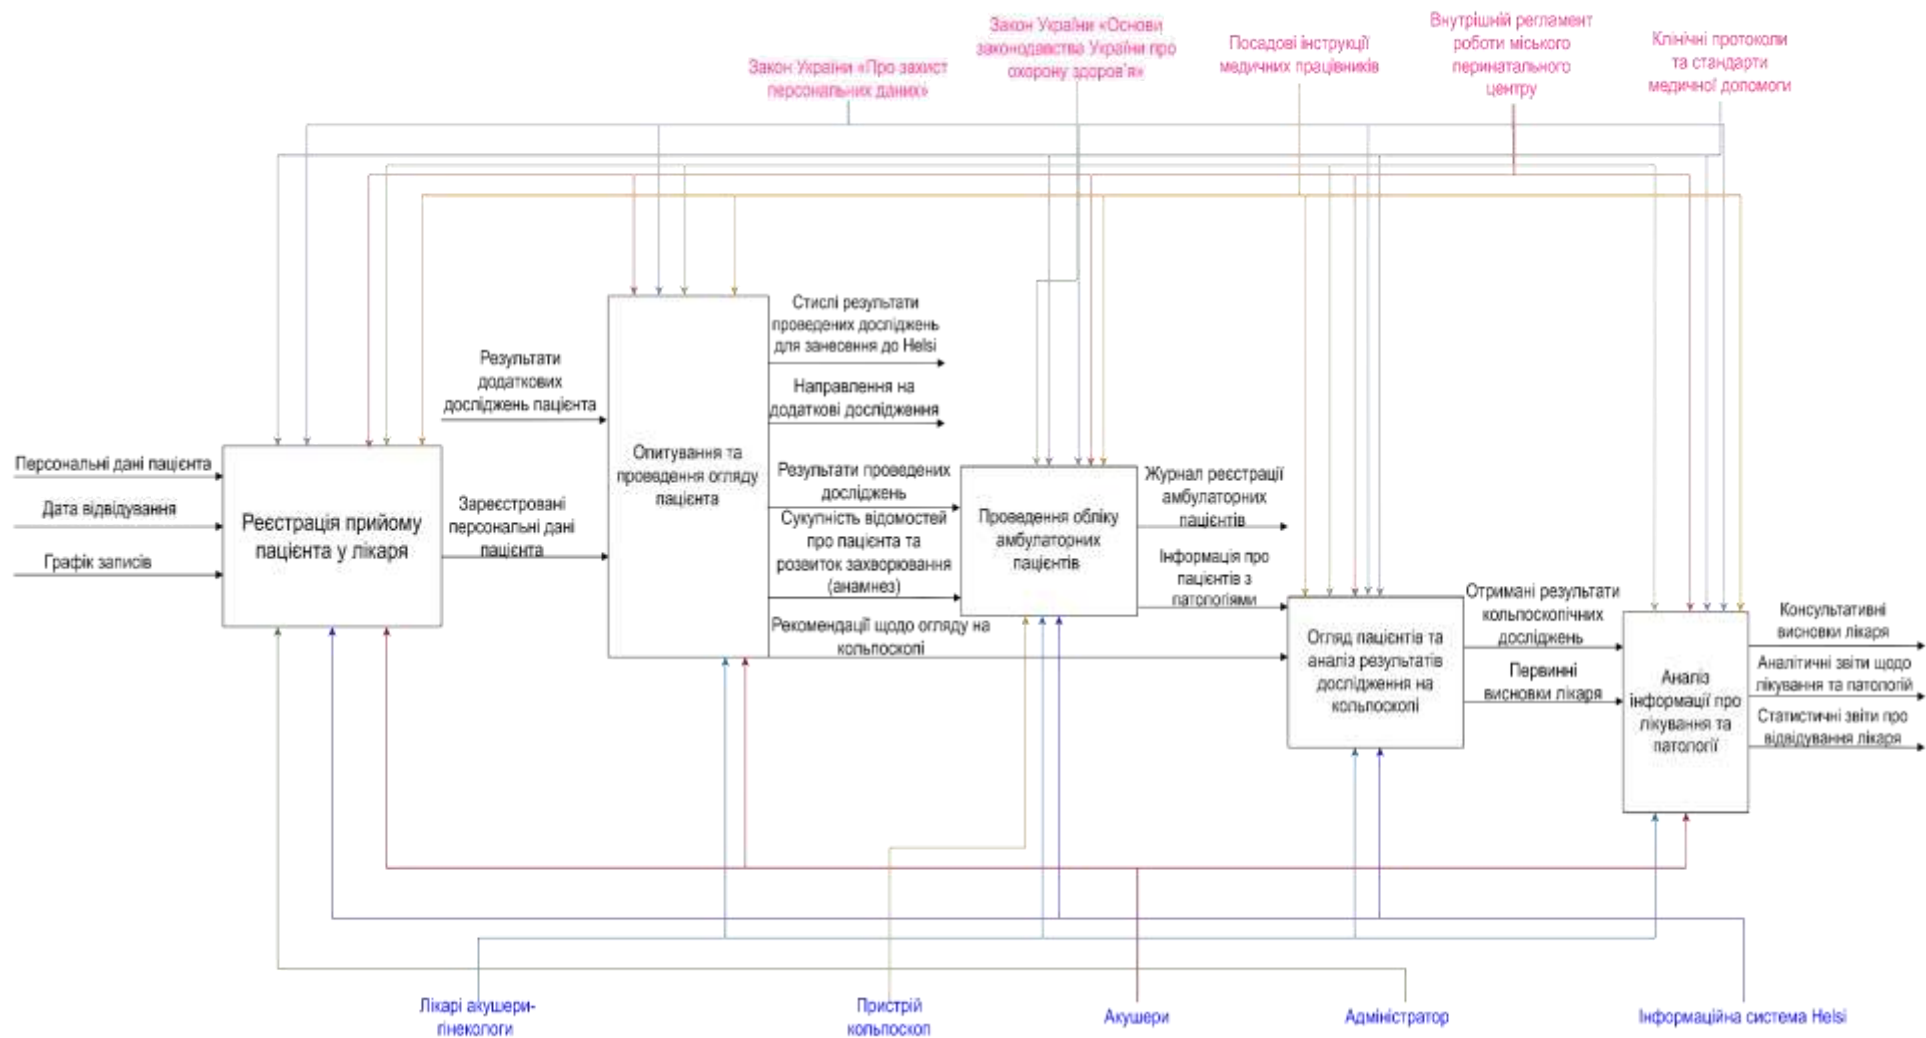 Закон України «Про захист
персональних даних»
Закон України «Основи
законодавства України про
охорону здоров'я»
Посадові інструкції
медичних працівників
Внутрішній регламент
роботи міського
перинатального
центру
Клінічні протоколи
та стандарти
медичної допомоги
Персональні дані пацієнта
Дата відвідування
Графік записів
Реєстрація прийому
пацієнта у лікаря
Результати
додаткових
досліджень пацієнта
Зареєстровані
персональні дані
пацієнта
Опитування та
проведення огляду
пацієнта
Стислі результати
проведених досліджень
для занесення до Helsi
Направлення на
додаткові дослідження
Результати проведених
досліджень
Сукупність відомостей
про пацієнта та
розвиток захворювання
(анамнез)
Рекомендації щодо огляду на
кольпоскопі
Проведення обліку
амбулаторних
пацієнтів
Журнал реєстрації
амбулаторних
пацієнтів
Інформація про
пацієнтів з
патологіями
Огляд пацієнтів та
аналіз результатів
дослідження на
кольпоскопі
Отримані результати
кольпоскопічних
досліджень
Первинні
висновки лікаря
Аналіз
інформації про
лікування та
патології
Консультативні
висновки лікаря
Аналітичні звіти щодо
лікування та патологій
Статистичні звіти про
відвідування лікаря
Лікарі акушери-
гінекологи
Пристрій
кольпоскоп
Акушери
Адміністратор
Інформаційна система Helsi